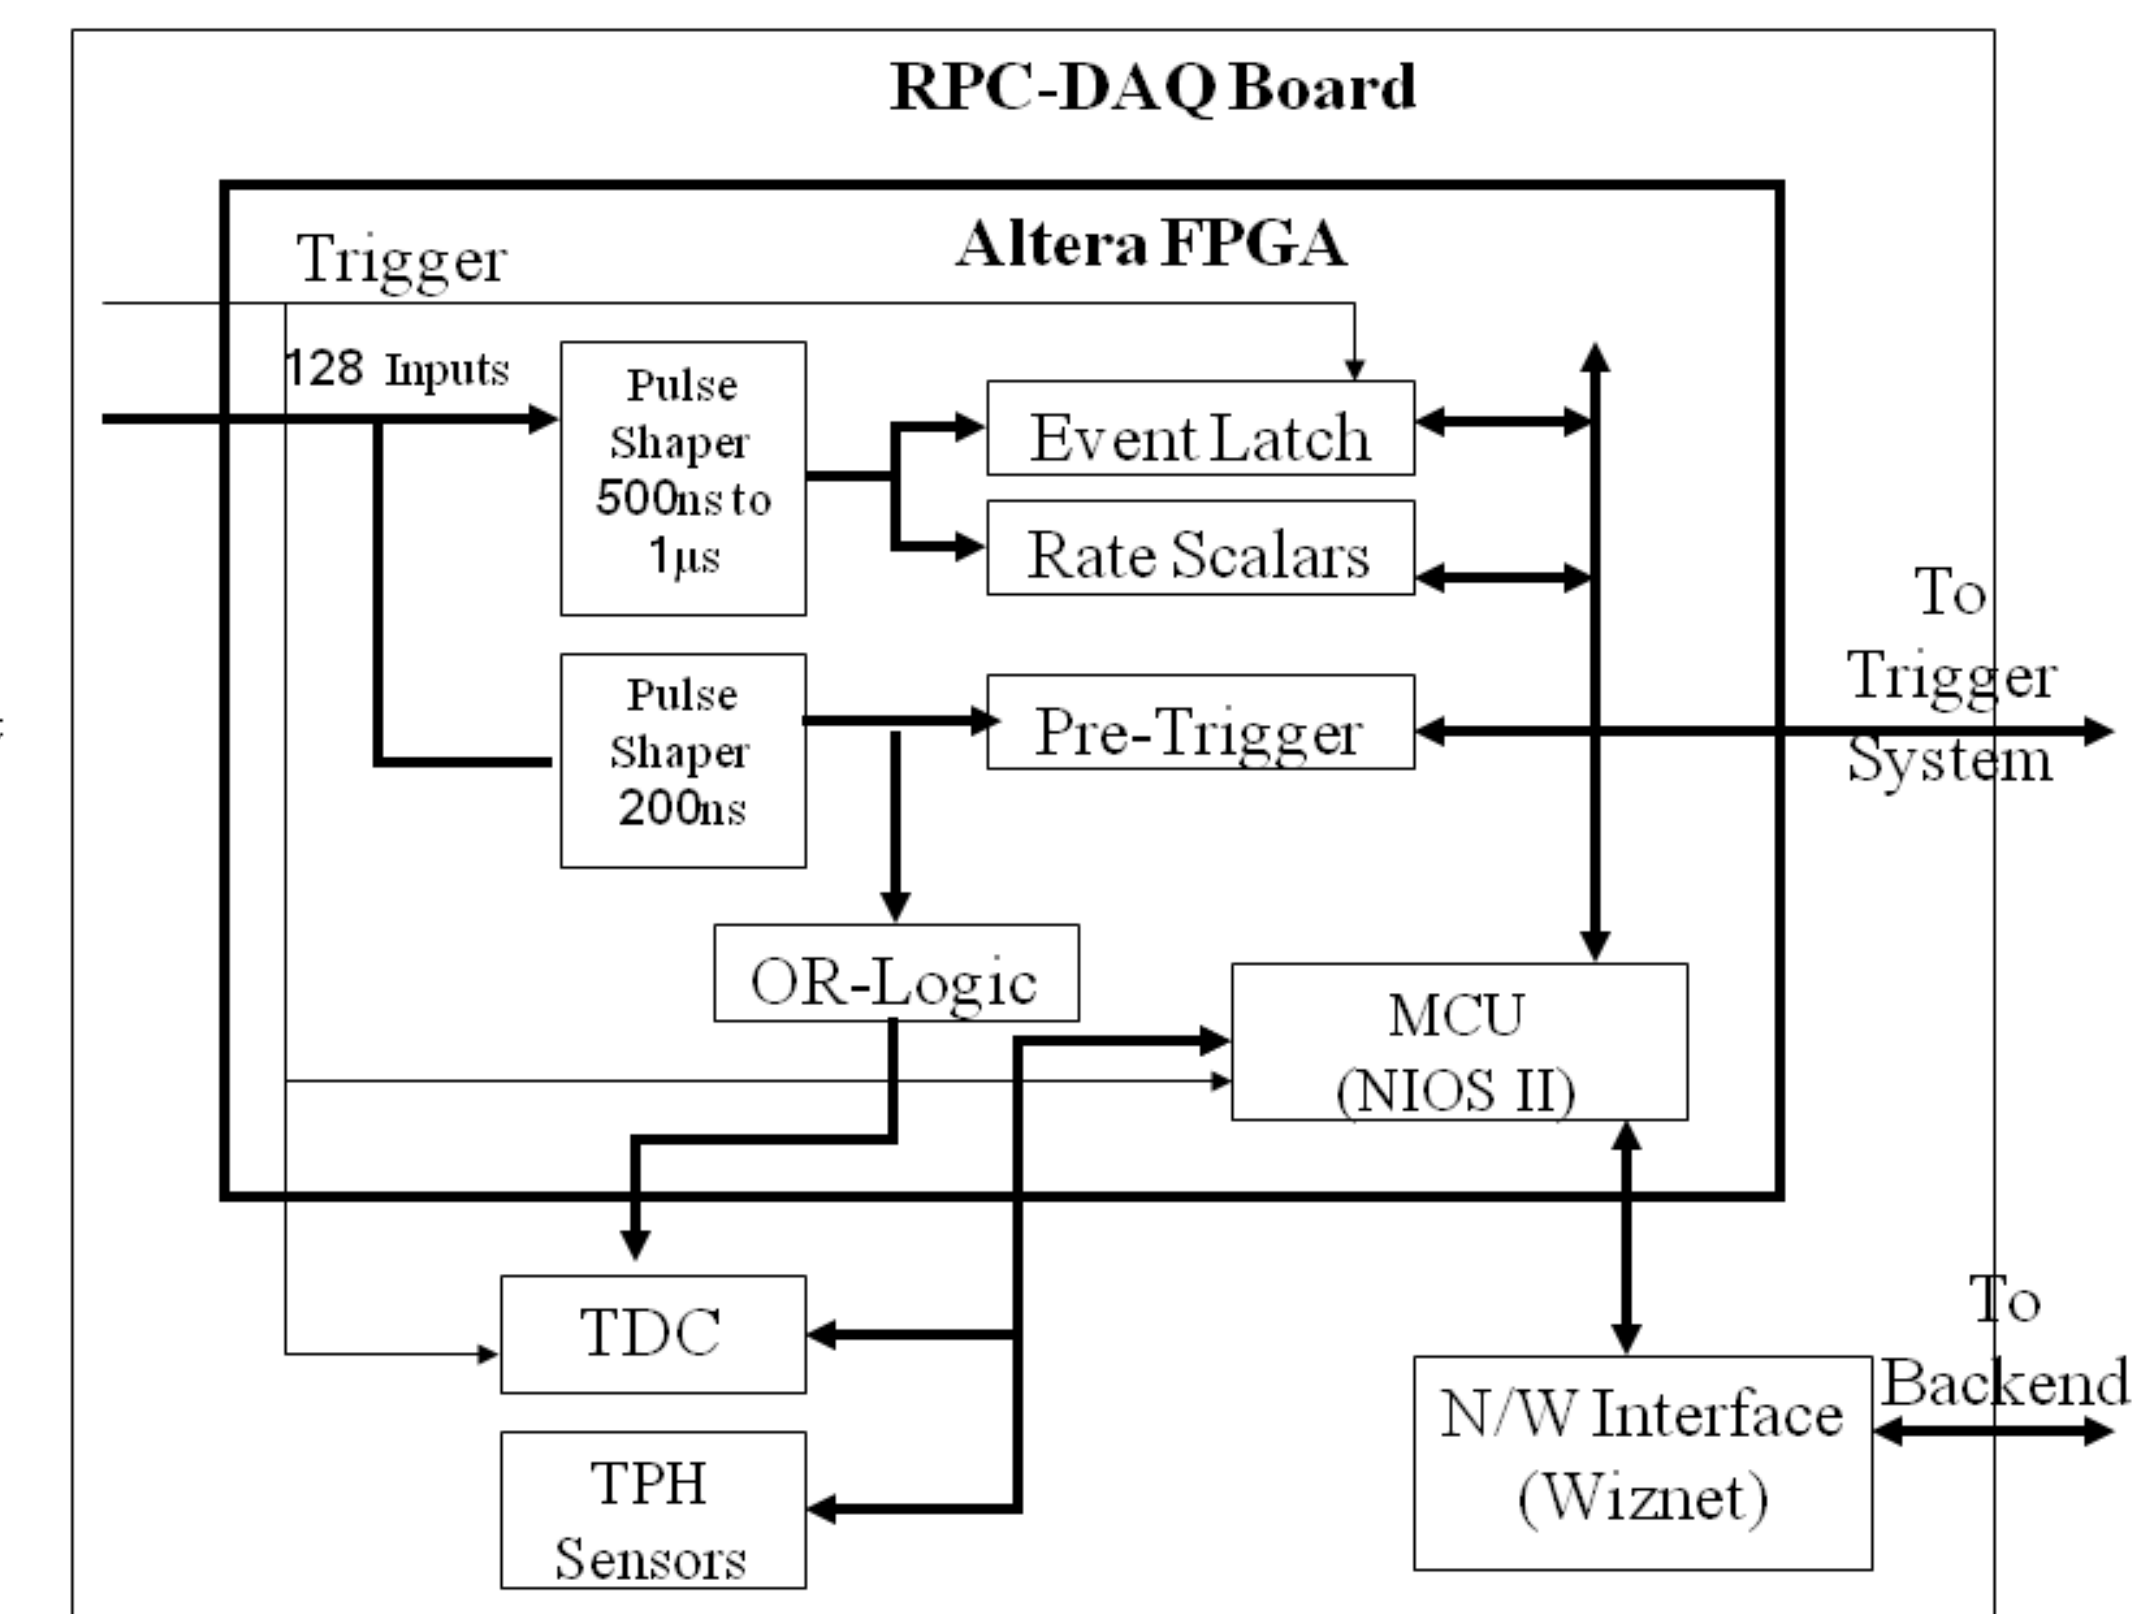 RPC-DAQ Board
Altera FPGA
Trigger
128 Inputs
Pulse
Shaper
500ns to
1µs
Event Latch
Rate Scalars
To
Trigger
System
Pulse
Shaper
200ns
Pre-Trigger
OR-Logic
MCU
(NIOS II)
TDC
TPH
Sensors
N/W Interface
(Wiznet)
To
Backend